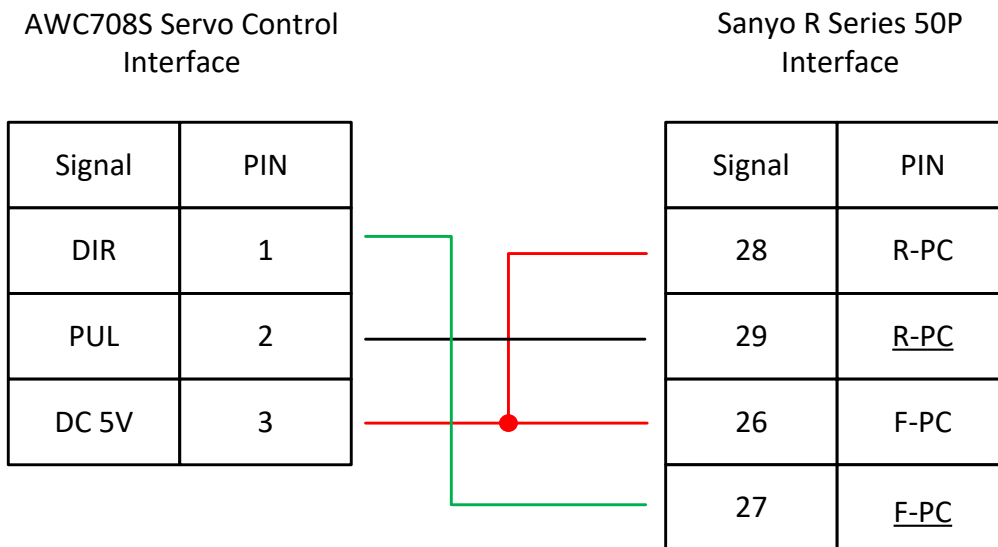 AWC708S Servo Control
Interface
Signal PIN
DIR 1
PUL 2
DC 5V 3
Sanyo R Series 50P
Interface
Signal PIN
28 R-PC
29 R-PC
26 F-PC
27 F-PC